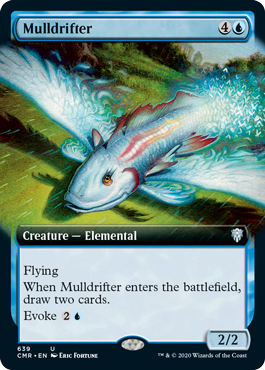 Mulldrifter 4
Creature — Elemental
Flying
When Mulldrifter enters the battlefield,
draw two cards.
Evoke 2
2/2
639 U
CMR • EN Eric Fortune ™ & © 2020 Wizards of the Coast